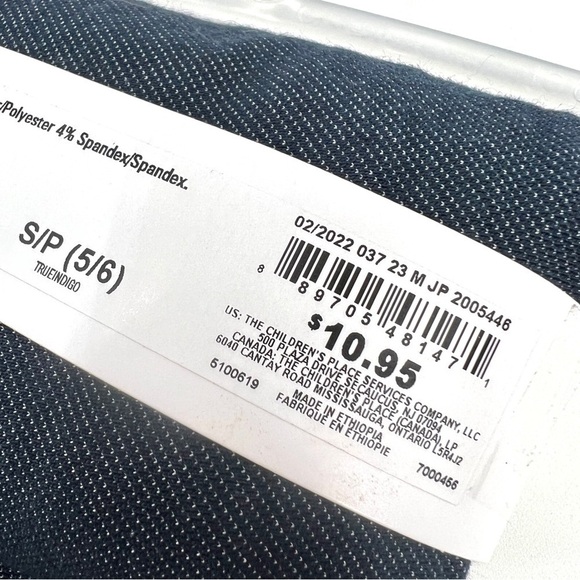 /Polyester 4% Spandex/Spandex.
S/P (5/6)
TRUEINDIGO
02/2022 037 23 M JP 2005446
8 89705 48147 1
$10.95
US: THE CHILDREN'S PLACE SERVICES COMPANY, LLC
500 PLAZA DRIVE SECAUCUS, NJ 07094
CANADA: THE CHILDREN'S PLACE (CANADA), LP
6040 CANTAY ROAD MISSISSAUGA, ONTARIO L5R4J2
5100619
MADE IN ETHIOPIA
FABRIQUE EN ETHIOPIE
7000456